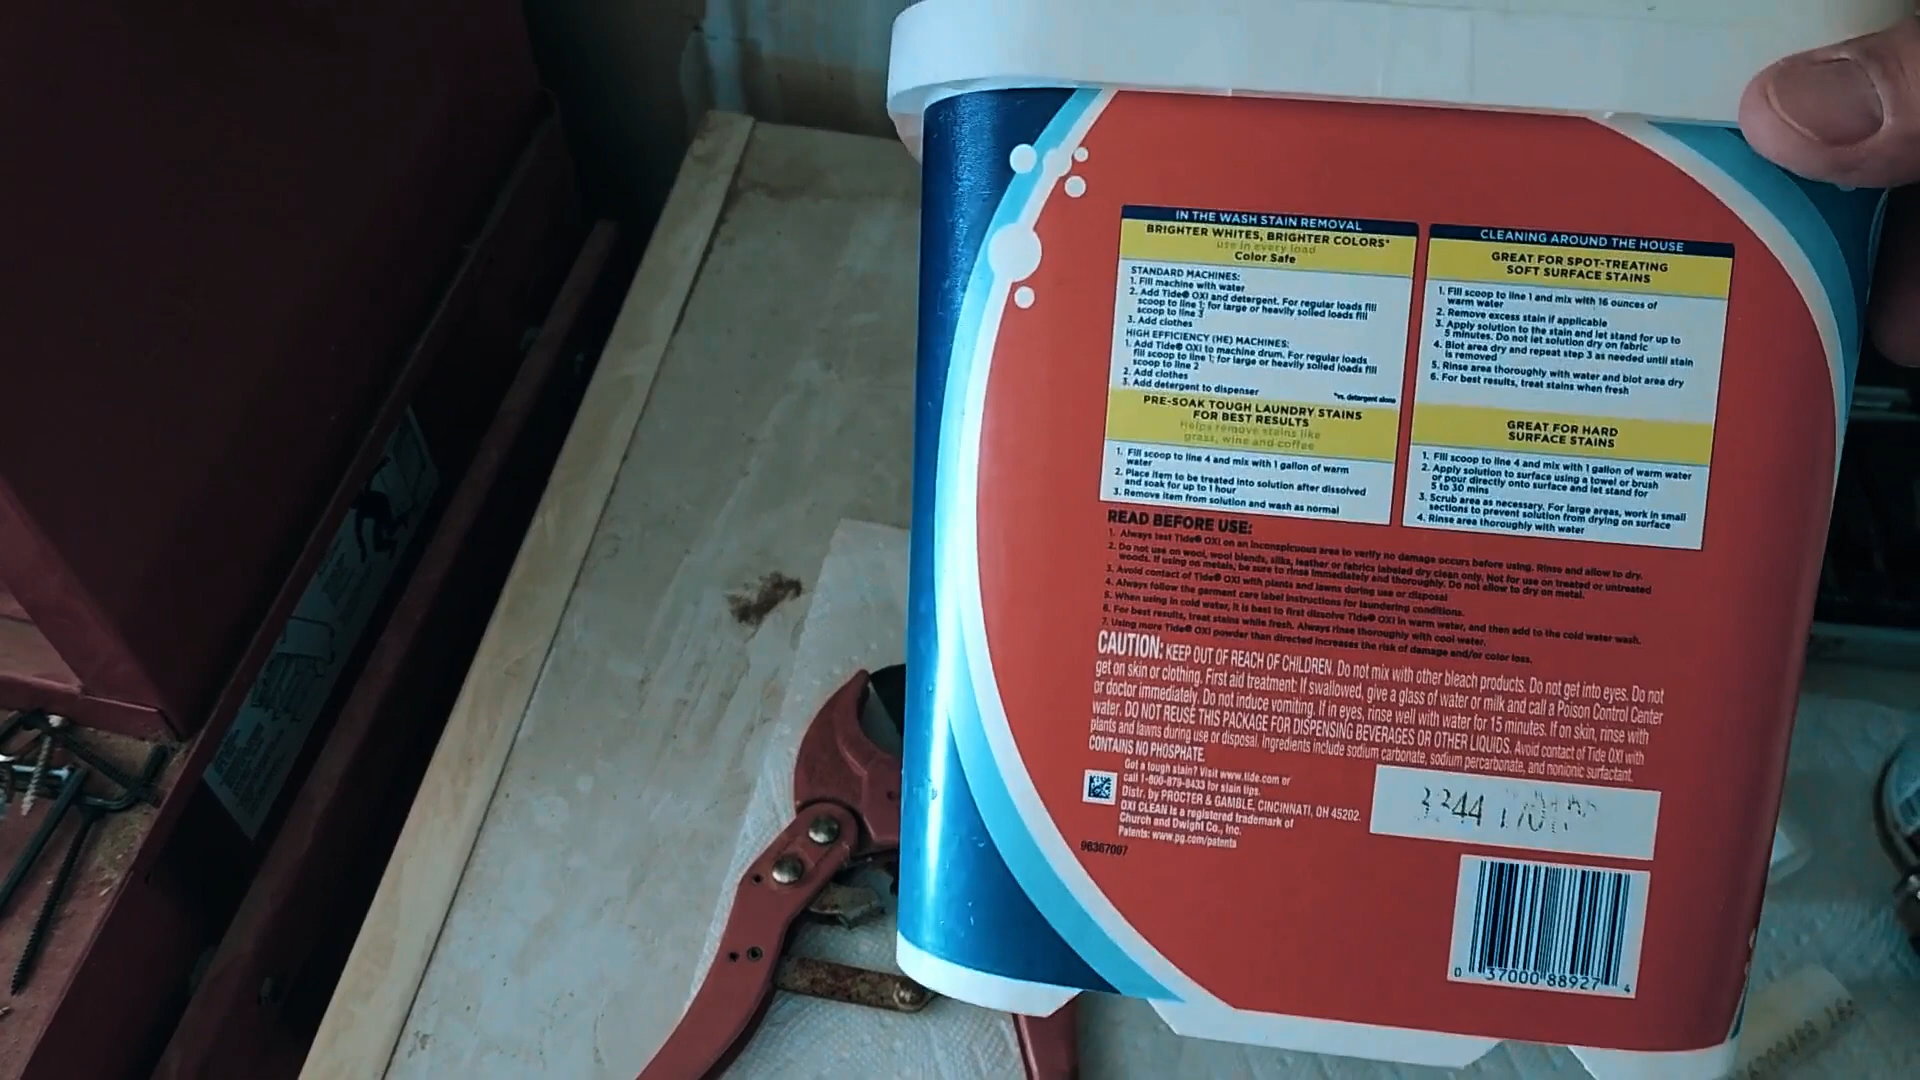 IN THE WASH STAIN REMOVAL
BRIGHTER WHITES, BRIGHTER COLORS*
use in every load
Color Safe
STANDARD MACHINES:
1. Fill machine with water
2. Add Tide® OXI and detergent. For regular loads fill
scoop to line 1; for large or heavily soiled loads fill
scoop to line 3
3. Add clothes
HIGH EFFICIENCY (HE) MACHINES:
1. Add Tide® OXI to machine drum. For regular loads
fill scoop to line 1; for large or heavily soiled loads fill
scoop to line 2
2. Add clothes
3. Add detergent to dispenser
*vs. detergent alone
PRE-SOAK TOUGH LAUNDRY STAINS
FOR BEST RESULTS
Helps remove stains like
grass, wine and coffee
1. Fill scoop to line 4 and mix with 1 gallon of warm
water
2. Place item to be treated into solution after dissolved
and soak for up to 1 hour
3. Remove item from solution and wash as normal
CLEANING AROUND THE HOUSE
GREAT FOR SPOT-TREATING
SOFT SURFACE STAINS
1. Fill scoop to line 1 and mix with 16 ounces of
warm water
2. Remove excess stain if applicable
3. Apply solution to the stain and let stand for up to
5 minutes. Do not let solution dry on fabric
4. Blot area dry and repeat step 3 as needed until stain
is removed
5. Rinse area thoroughly with water and blot area dry
6. For best results, treat stains when fresh
GREAT FOR HARD
SURFACE STAINS
1. Fill scoop to line 4 and mix with 1 gallon of warm water
2. Apply solution to surface using a towel or brush
or pour directly onto surface and let stand for
5 to 30 mins
3. Scrub area as necessary. For large areas, work in small
sections to prevent solution from drying on surface
4. Rinse area thoroughly with water
READ BEFORE USE:
1. Always test Tide® OXI on an inconspicuous area to verify no damage occurs before using. Rinse and allow to dry.
2. Do not use on wool, wool blends, silks, leather or fabrics labeled dry clean only. Not for use on treated or untreated
woods. If using on metals, be sure to rinse immediately and thoroughly. Do not allow to dry on metal.
3. Avoid contact of Tide® OXI with plants and lawns during use or disposal
4. Always follow the garment care label instructions for laundering conditions.
5. When using in cold water, it is best to first dissolve Tide® OXI in warm water, and then add to the cold water wash.
6. For best results, treat stains while fresh. Always rinse thoroughly with cool water.
7. Using more Tide® OXI powder than directed increases the risk of damage and/or color loss.
CAUTION: KEEP OUT OF REACH OF CHILDREN. Do not mix with other bleach products. Do not get into eyes. Do not
get on skin or clothing. First aid treatment: If swallowed, give a glass of water or milk and call a Poison Control Center
or doctor immediately. Do not induce vomiting. If in eyes, rinse well with water for 15 minutes. If on skin, rinse with
water. DO NOT REUSE THIS PACKAGE FOR DISPENSING BEVERAGES OR OTHER LIQUIDS. Avoid contact of Tide OXI with
plants and lawns during use or disposal. Ingredients include sodium carbonate, sodium percarbonate, and nonionic surfactant.
CONTAINS NO PHOSPHATE.
Got a tough stain? Visit www.tide.com or
call 1-800-879-8433 for stain tips.
Distr. by PROCTER & GAMBLE, CINCINNATI, OH 45202.
OXI CLEAN is a registered trademark of
Church and Dwight Co., Inc.
Patents: www.pg.com/patents
96367097
3344
0 37000 88927 4